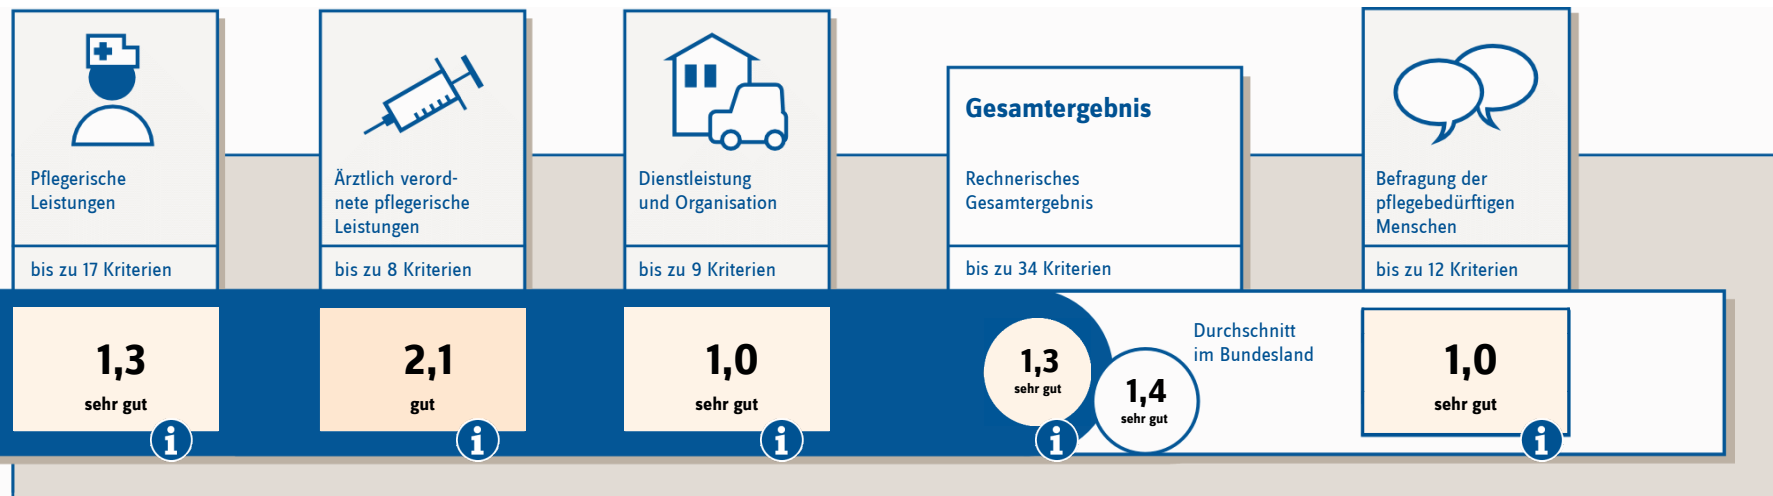 Pflegerische
Leistungen
bis zu 17 Kriterien
1,3
sehr gut
i
Ärztlich verord-
nete pflegerische
Leistungen
bis zu 8 Kriterien
2,1
gut
i
Dienstleistung
und Organisation
bis zu 9 Kriterien
1,0
sehr gut
i
Gesamtergebnis
Rechnerisches
Gesamtergebnis
bis zu 34 Kriterien
1,3
sehr gut
i
1,4
sehr gut
Durchschnitt
im Bundesland
Befragung der
pflegebedürftigen
Menschen
bis zu 12 Kriterien
1,0
sehr gut
i